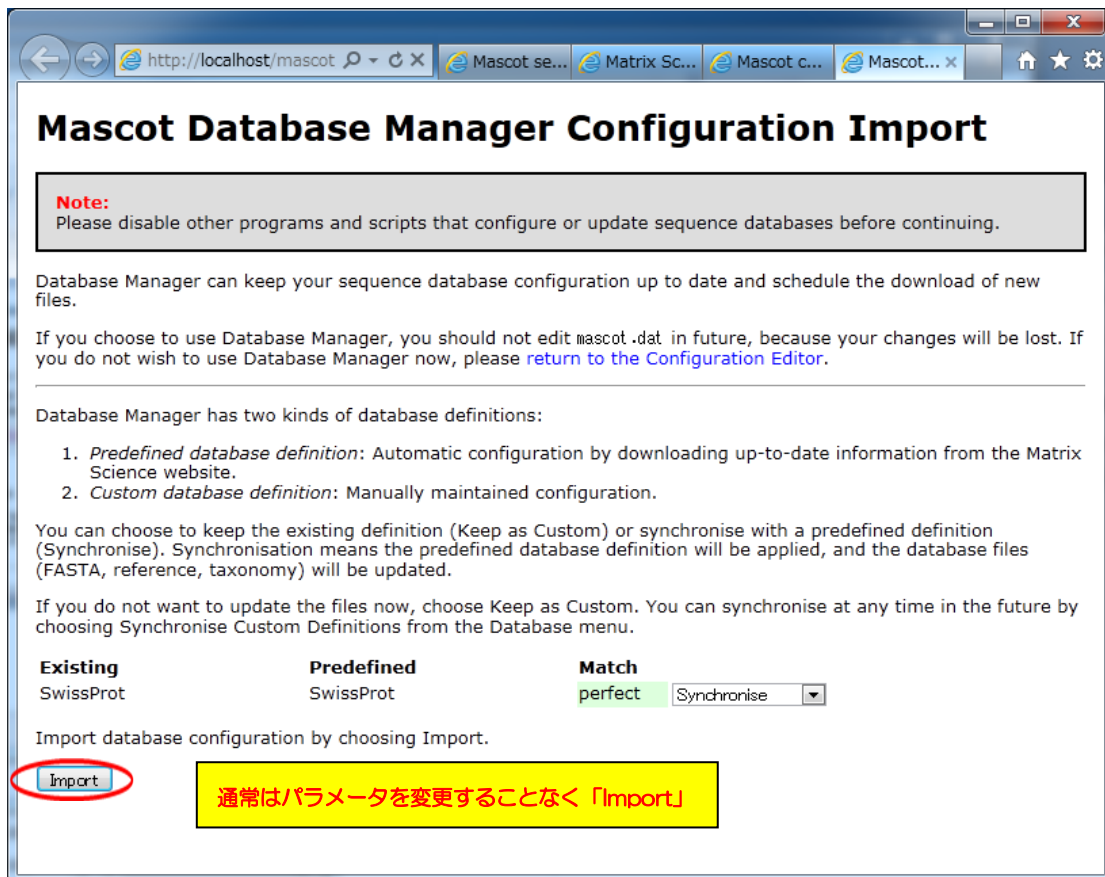 http://localhost/mascot
Mascot se...
Matrix Sc...
Mascot c...
Mascot...
Mascot Database Manager Configuration Import
Note:
Please disable other programs and scripts that configure or update sequence databases before continuing.
Database Manager can keep your sequence database configuration up to date and schedule the download of new
files.
If you choose to use Database Manager, you should not edit mascot.dat in future, because your changes will be lost. If
you do not wish to use Database Manager now, please return to the Configuration Editor.
Database Manager has two kinds of database definitions:
1. Predefined database definition: Automatic configuration by downloading up-to-date information from the Matrix
Science website.
2. Custom database definition: Manually maintained configuration.
You can choose to keep the existing definition (Keep as Custom) or synchronise with a predefined definition
(Synchronise). Synchronisation means the predefined database definition will be applied, and the database files
(FASTA, reference, taxonomy) will be updated.
If you do not want to update the files now, choose Keep as Custom. You can synchronise at any time in the future by
choosing Synchronise Custom Definitions from the Database menu.
Existing Predefined Match
SwissProt SwissProt perfect Synchronise
Import database configuration by choosing Import.
Import
通常はパラメータを変更することなく「Import」